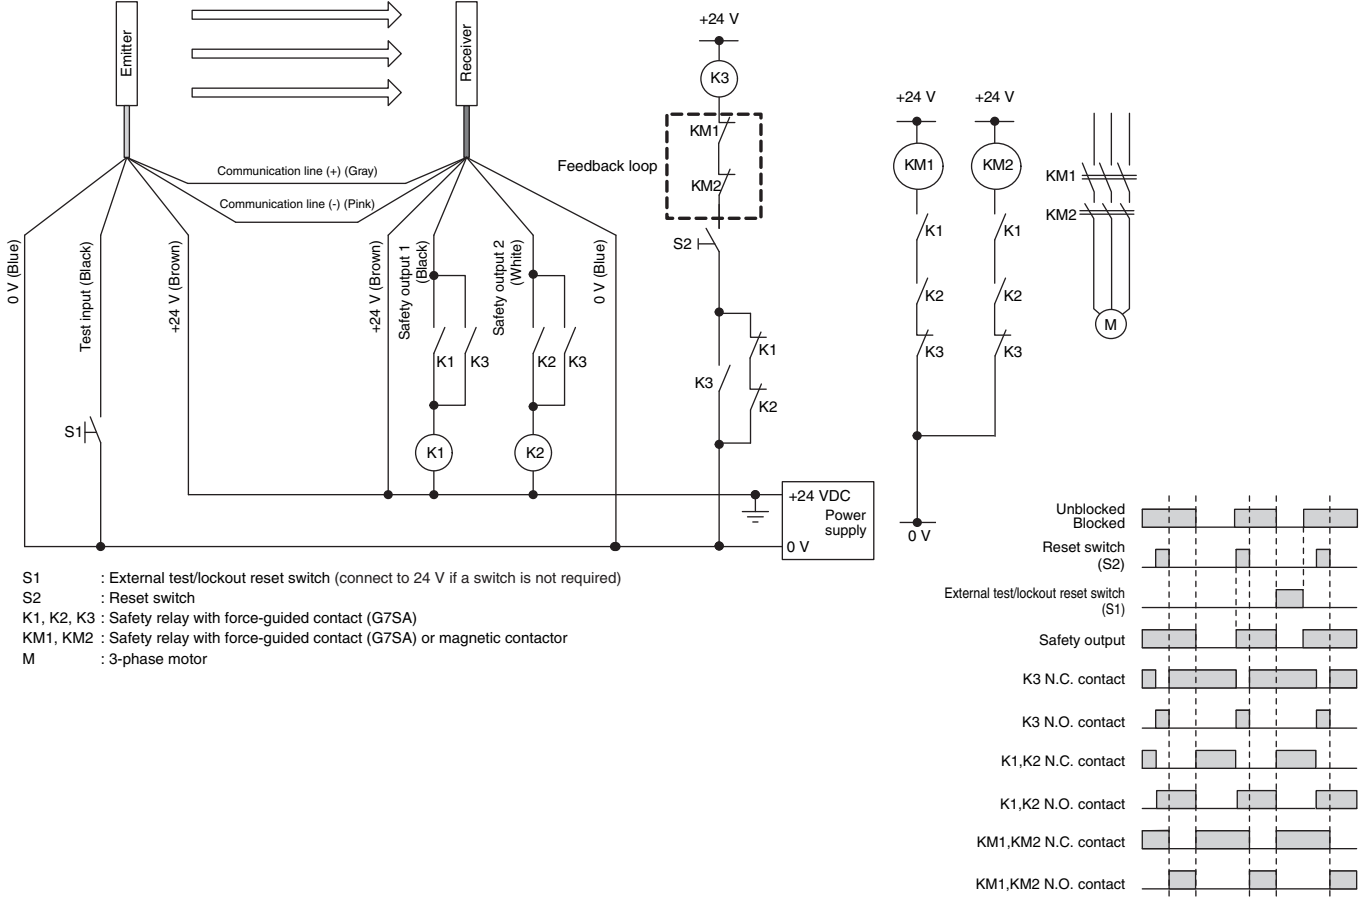 Emitter
Receiver
+24 V
K3
KM1
KM2
Feedback loop
S2
K1
K3
K2
Communication line (+) (Gray)
Communication line (-) (Pink)
0 V (Blue)
Test input (Black)
+24 V (Brown)
+24 V (Brown)
Safety output 1
(Black)
Safety output 2
(White)
0 V (Blue)
S1
K1
K3
K2
K3
K1
K2
+24 VDC
Power
supply
0 V
+24 V
+24 V
KM1
KM2
K1
K1
K2
K2
K3
K3
0 V
KM1
KM2
M
S1 : External test/lockout reset switch (connect to 24 V if a switch is not required)
S2 : Reset switch
K1, K2, K3 : Safety relay with force-guided contact (G7SA)
KM1, KM2 : Safety relay with force-guided contact (G7SA) or magnetic contactor
M : 3-phase motor
Unblocked
Blocked
Reset switch
(S2)
External test/lockout reset switch
(S1)
Safety output
K3 N.C. contact
K3 N.O. contact
K1,K2 N.C. contact
K1,K2 N.O. contact
KM1,KM2 N.C. contact
KM1,KM2 N.O. contact